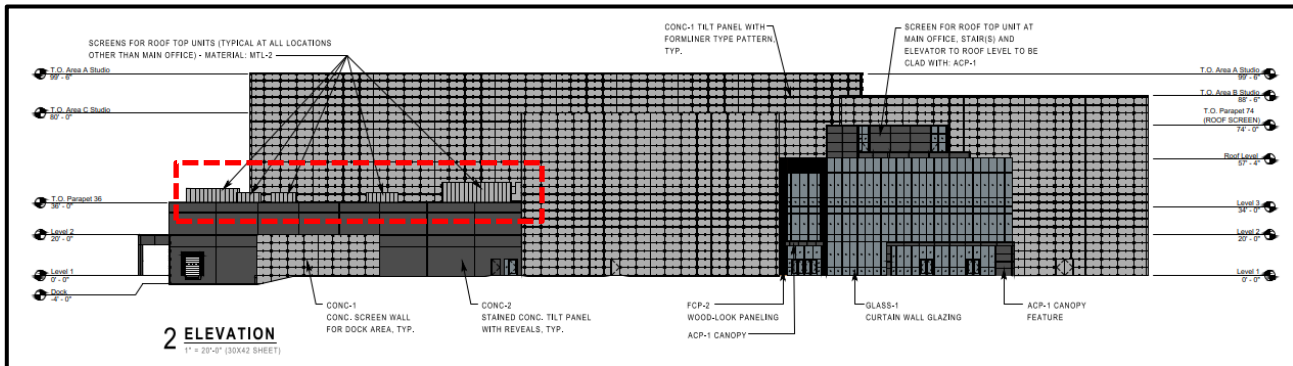 SCREENS FOR ROOF TOP UNITS (TYPICAL AT ALL LOCATIONS
OTHER THAN MAIN OFFICE) - MATERIAL: MTL-2
CONC-1 TILT PANEL WITH
FORMLINER TYPE PATTERN,
TYP.
SCREEN FOR ROOF TOP UNIT AT
MAIN OFFICE, STAIR(S) AND
ELEVATOR TO ROOF LEVEL TO BE
CLAD WITH: ACP-1
T.O. Area A Studio
99' - 6"
T.O. Area C Studio
80' - 0"
T.O. Parapet 36
36' - 0"
Level 2
20' - 0"
Level 1
0' - 0"
Dock
-4' - 0"
T.O. Area A Studio
99' - 6"
T.O. Area B Studio
88' - 6"
T.O. Parapet 74
(ROOF SCREEN)
74' - 0"
Roof Level
57' - 4"
Level 3
34' - 0"
Level 2
20' - 0"
Level 1
0' - 0"
CONC-1
CONC. SCREEN WALL
FOR DOCK AREA, TYP.
CONC-2
STAINED CONC. TILT PANEL
WITH REVEALS, TYP.
FCP-2
WOOD-LOOK PANELING
ACP-1 CANOPY
GLASS-1
CURTAIN WALL GLAZING
ACP-1 CANOPY
FEATURE
2 ELEVATION
1" = 20'-0" (30X42 SHEET)